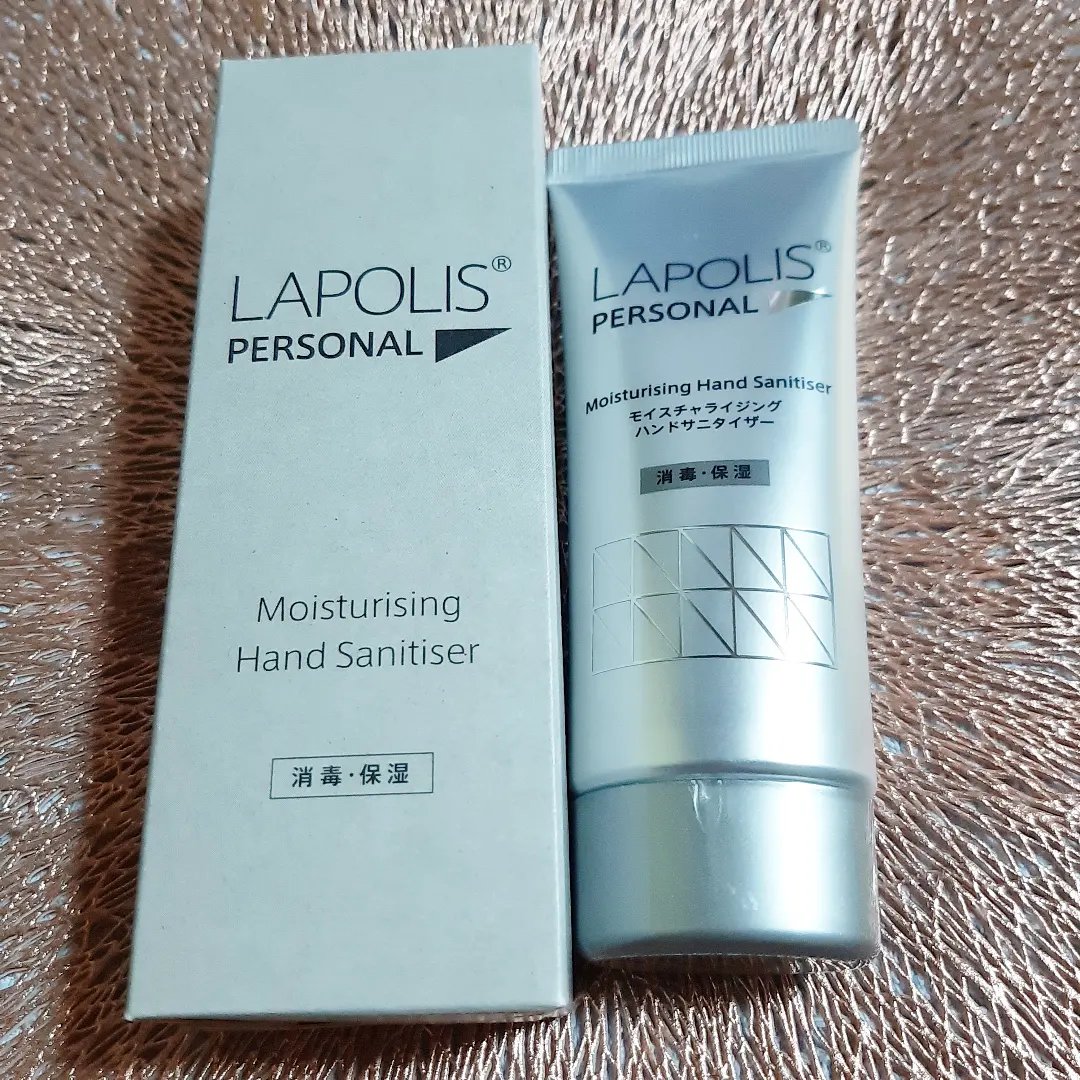 LAPOLIS®
PERSONAL
Moisturising
Hand Sanitiser
消毒・保湿
LAPOLIS®
PERSONAL
Moisturising Hand Sanitiser
モイスチャライジング
ハンドサニタイザー
消毒・保湿